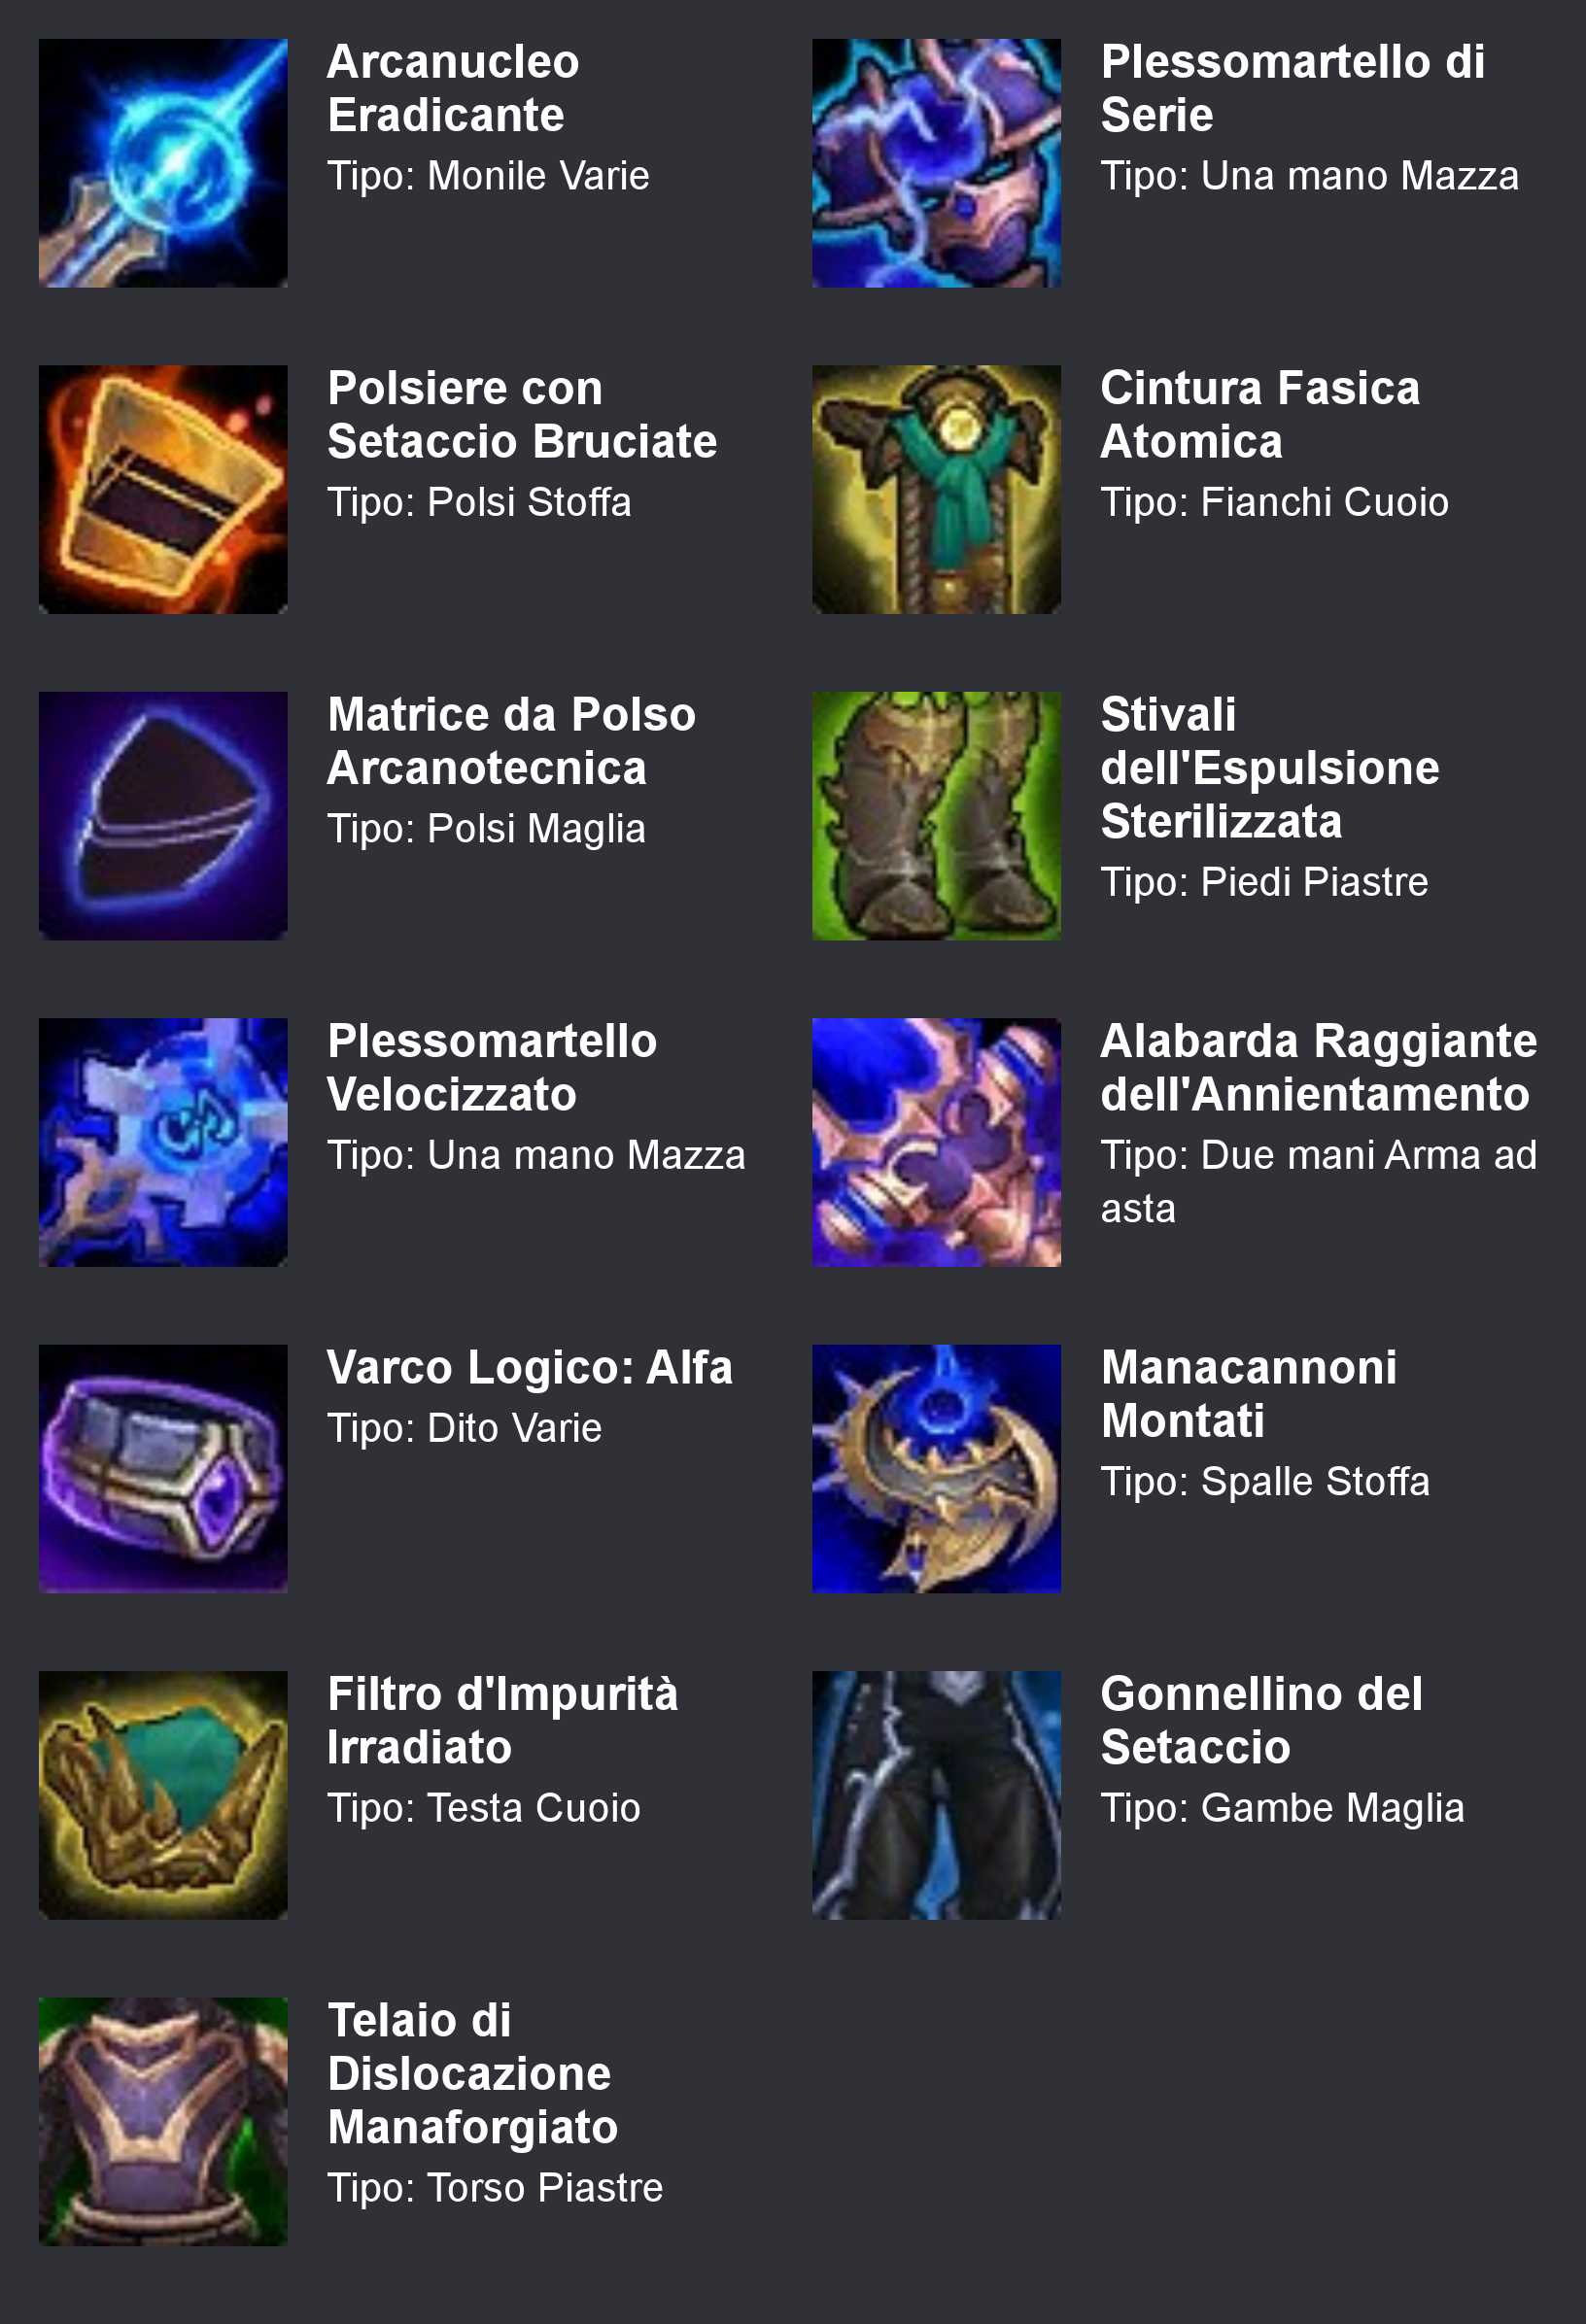 Arcanucleo
Eradicante
Tipo: Monile Varie
Plessomartello di
Serie
Tipo: Una mano Mazza
Polsiere con
Setaccio Bruciate
Tipo: Polsi Stoffa
Cintura Fasica
Atomica
Tipo: Fianchi Cuoio
Matrice da Polso
Arcanotecnica
Tipo: Polsi Maglia
Stivali
dell'Espulsione
Sterilizzata
Tipo: Piedi Piastre
Plessomartello
Velocizzato
Tipo: Una mano Mazza
Alabarda Raggiante
dell'Annientamento
Tipo: Due mani Arma ad
asta
Varco Logico: Alfa
Tipo: Dito Varie
Manacannoni
Montati
Tipo: Spalle Stoffa
Filtro d'Impurità
Irradiato
Tipo: Testa Cuoio
Gonnellino del
Setaccio
Tipo: Gambe Maglia
Telaio di
Dislocazione
Manaforgiato
Tipo: Torso Piastre